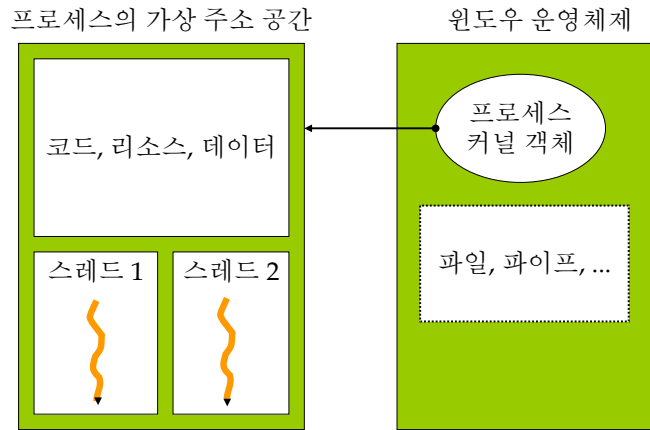 프로세스의 가상 주소 공간
윈도우 운영체제
코드, 리소스, 데이터
프로세스
커널 객체
스레드 1
스레드 2
파일, 파이프, ...